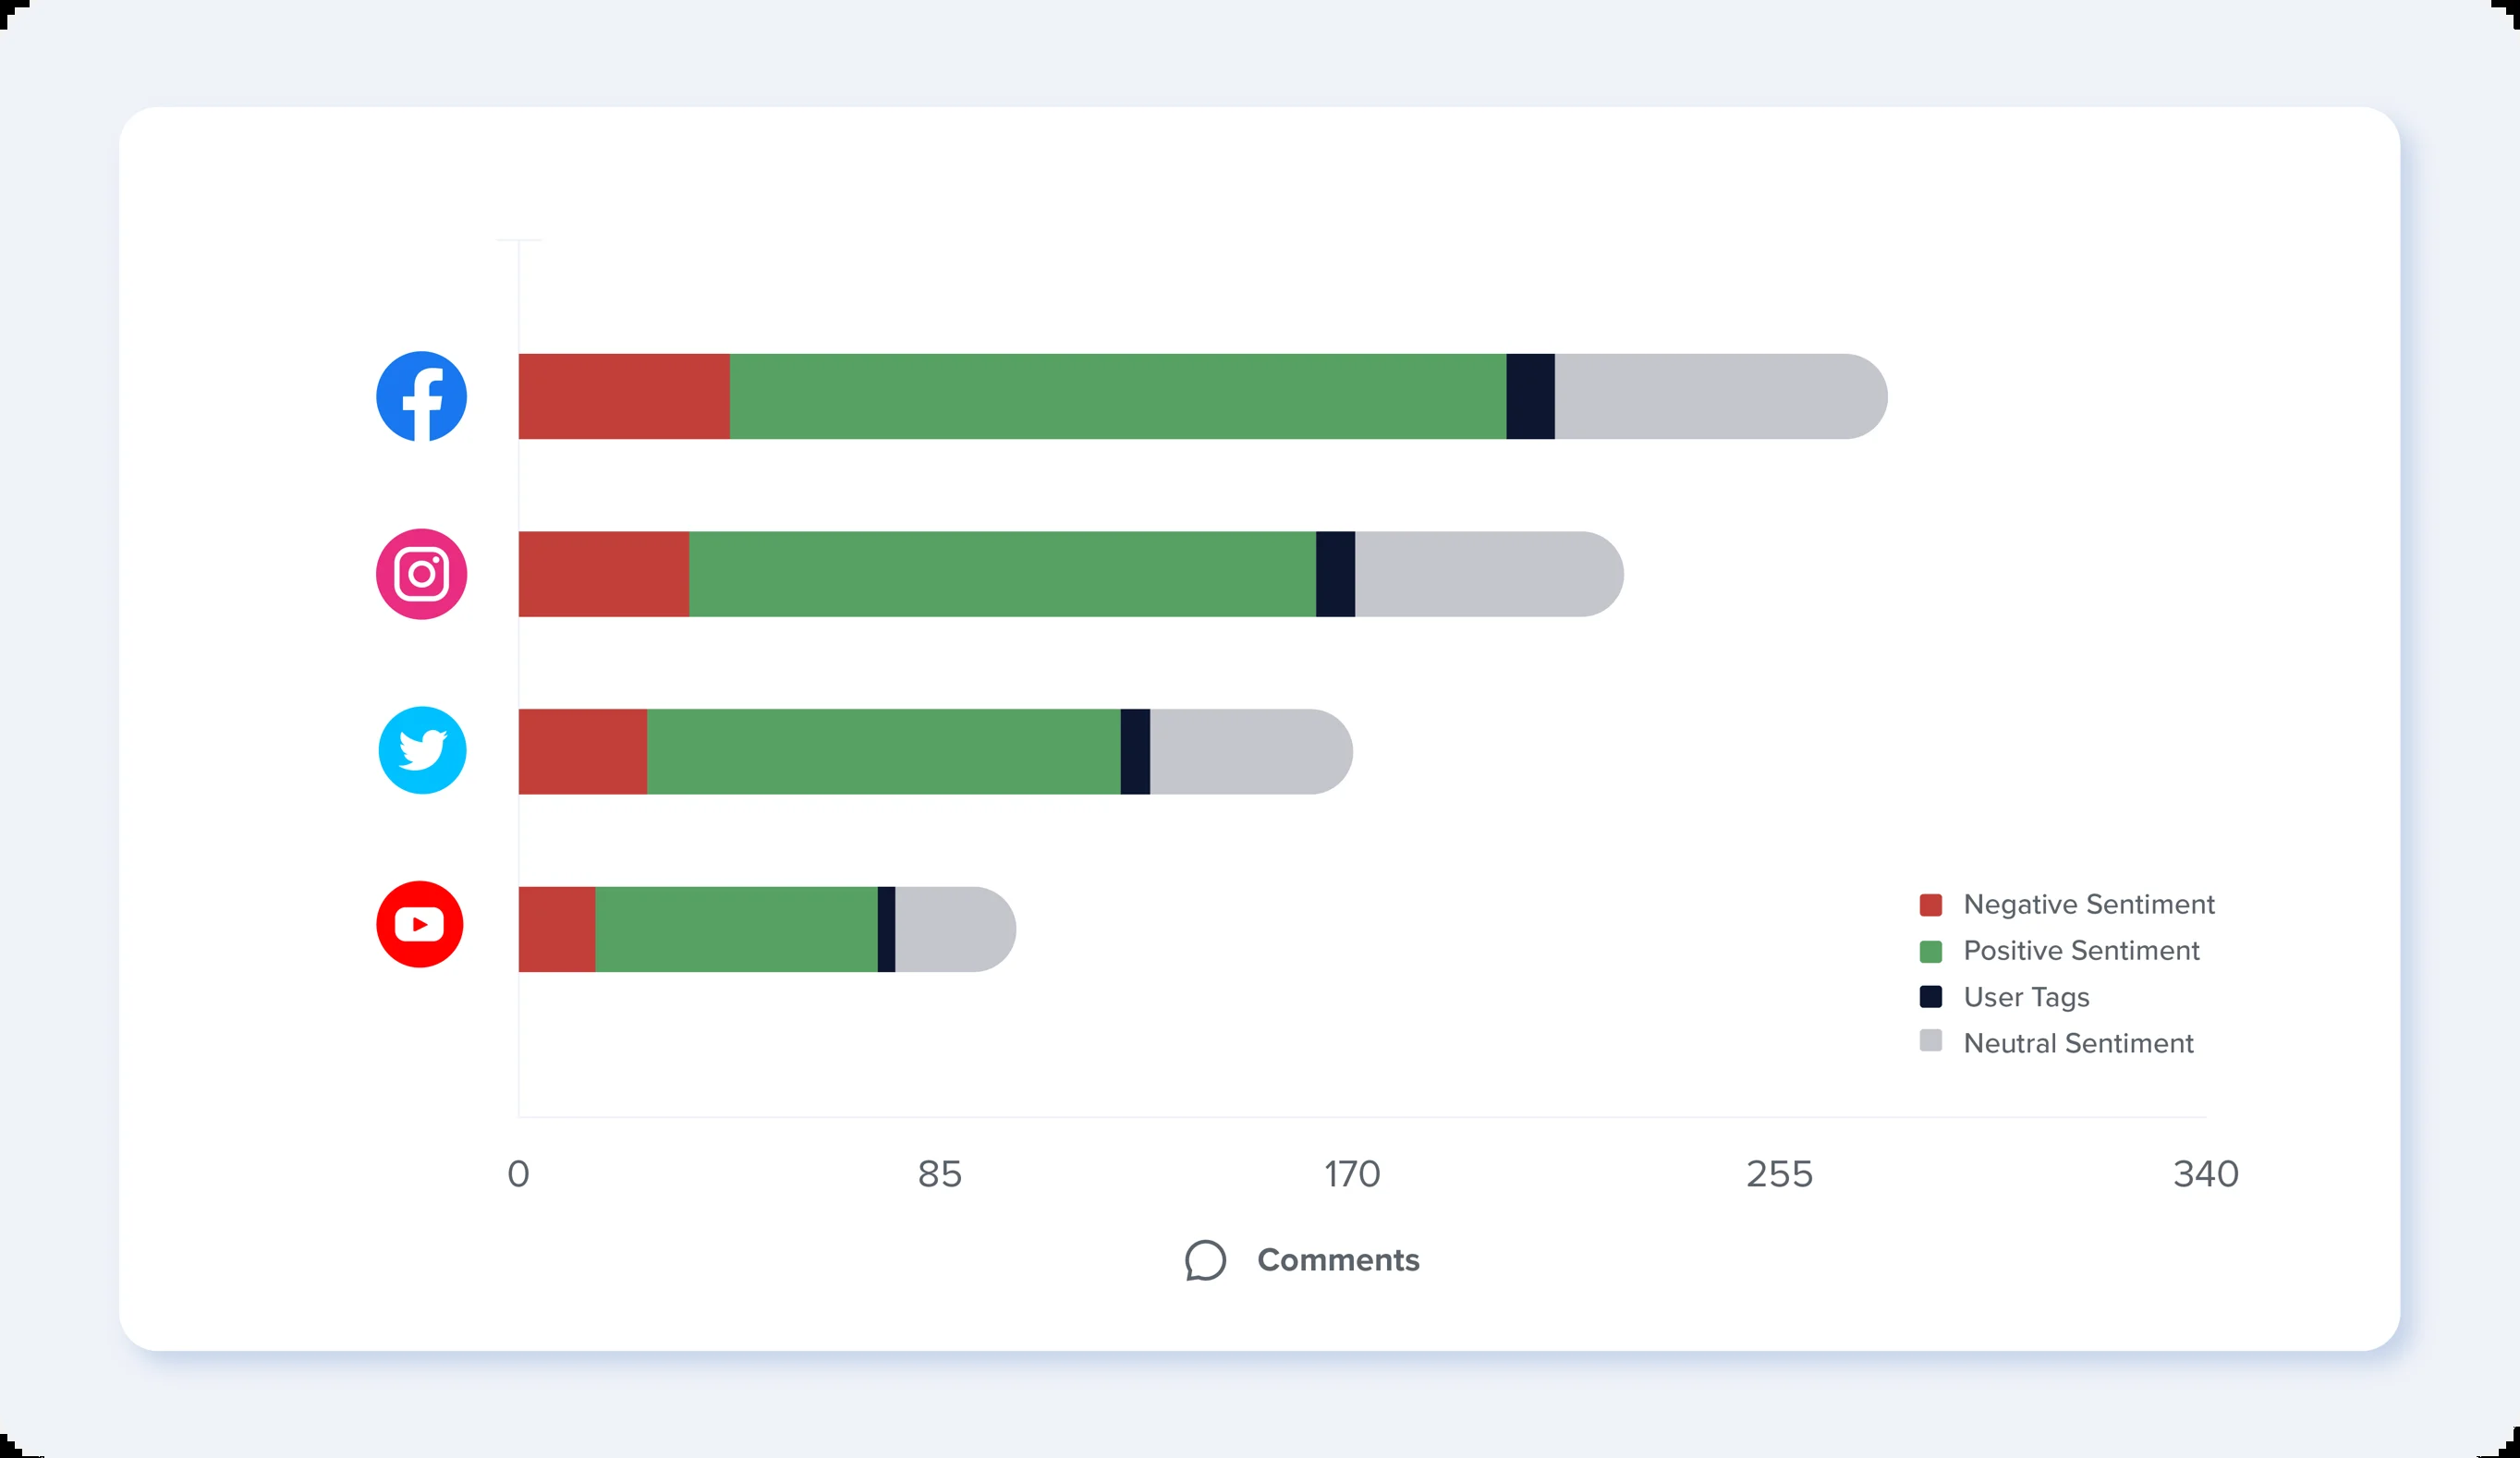 Negative Sentiment
Positive Sentiment
User Tags
Neutral Sentiment
0 85 170 255 340
Comments